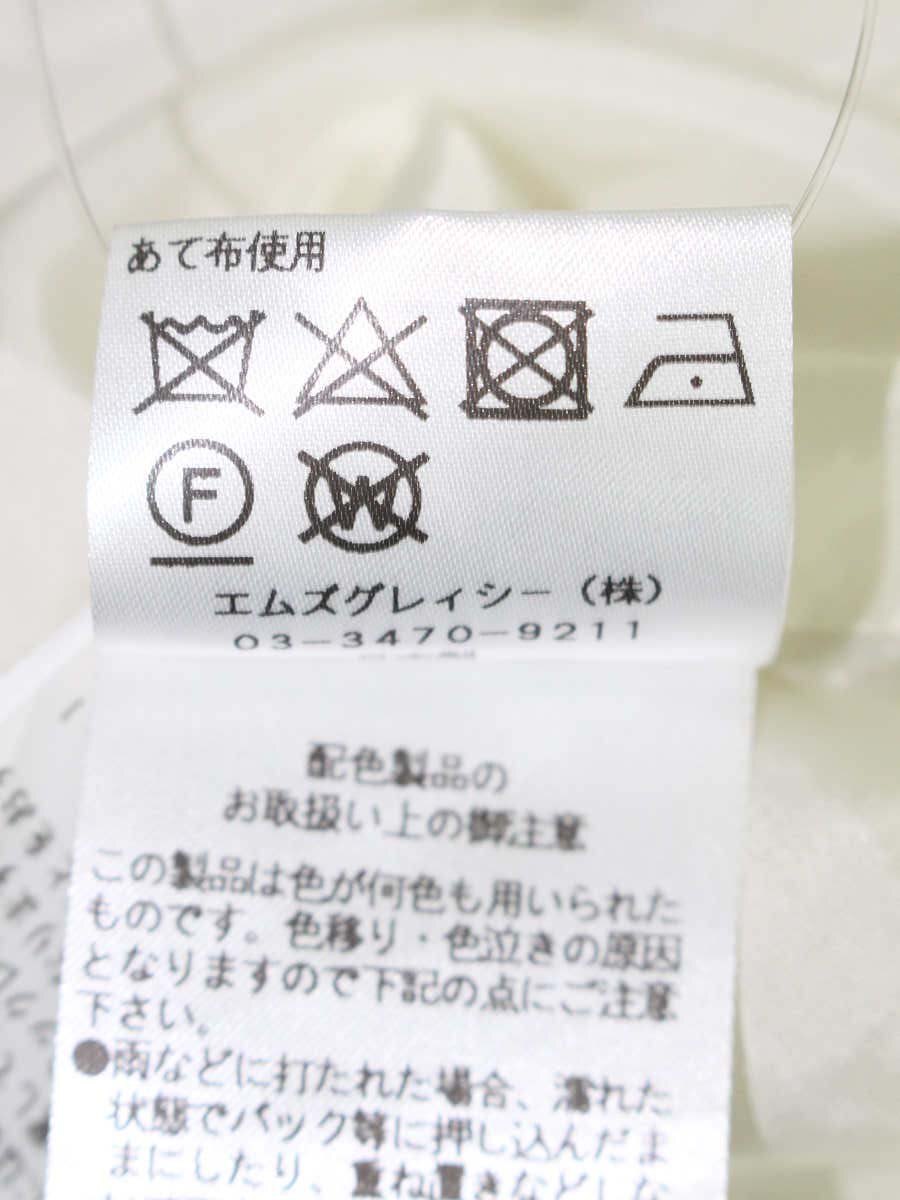 あて布使用
F
W
エムズグレイシー（株）
03-3470-9211
配色製品の
お取扱い上の御注意
この製品は色が何色も用いられた
ものです。色移り・色泣きの原因
となりますので下記の点にご注意
下さい。
●雨などに打たれた場合、濡れた
状態でバック等に押し込んだま
まにしたり、重ね置きなどしな